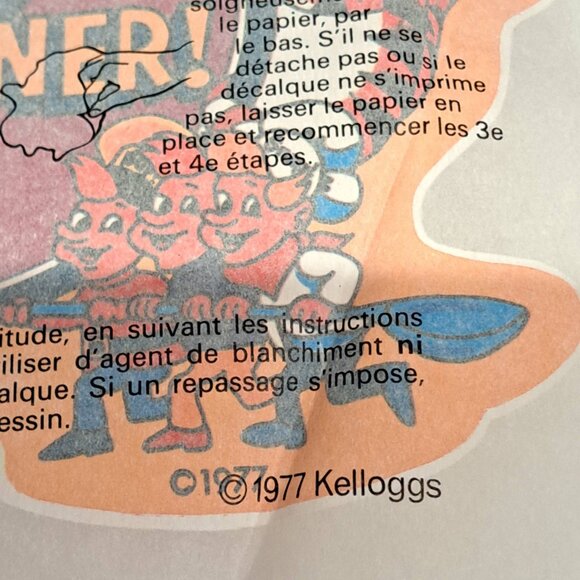 NER!
le papier, par
le bas. S'il ne se
détache pas ou si le
décalque ne s'imprime
pas, laisser le papier en
place et recommencer les 3e
et 4e étapes.
itude, en suivant les instructions
iliser d'agent de blanchiment ni
alque. Si un repassage s'impose,
essin.
©1977
©1977 Kelloggs